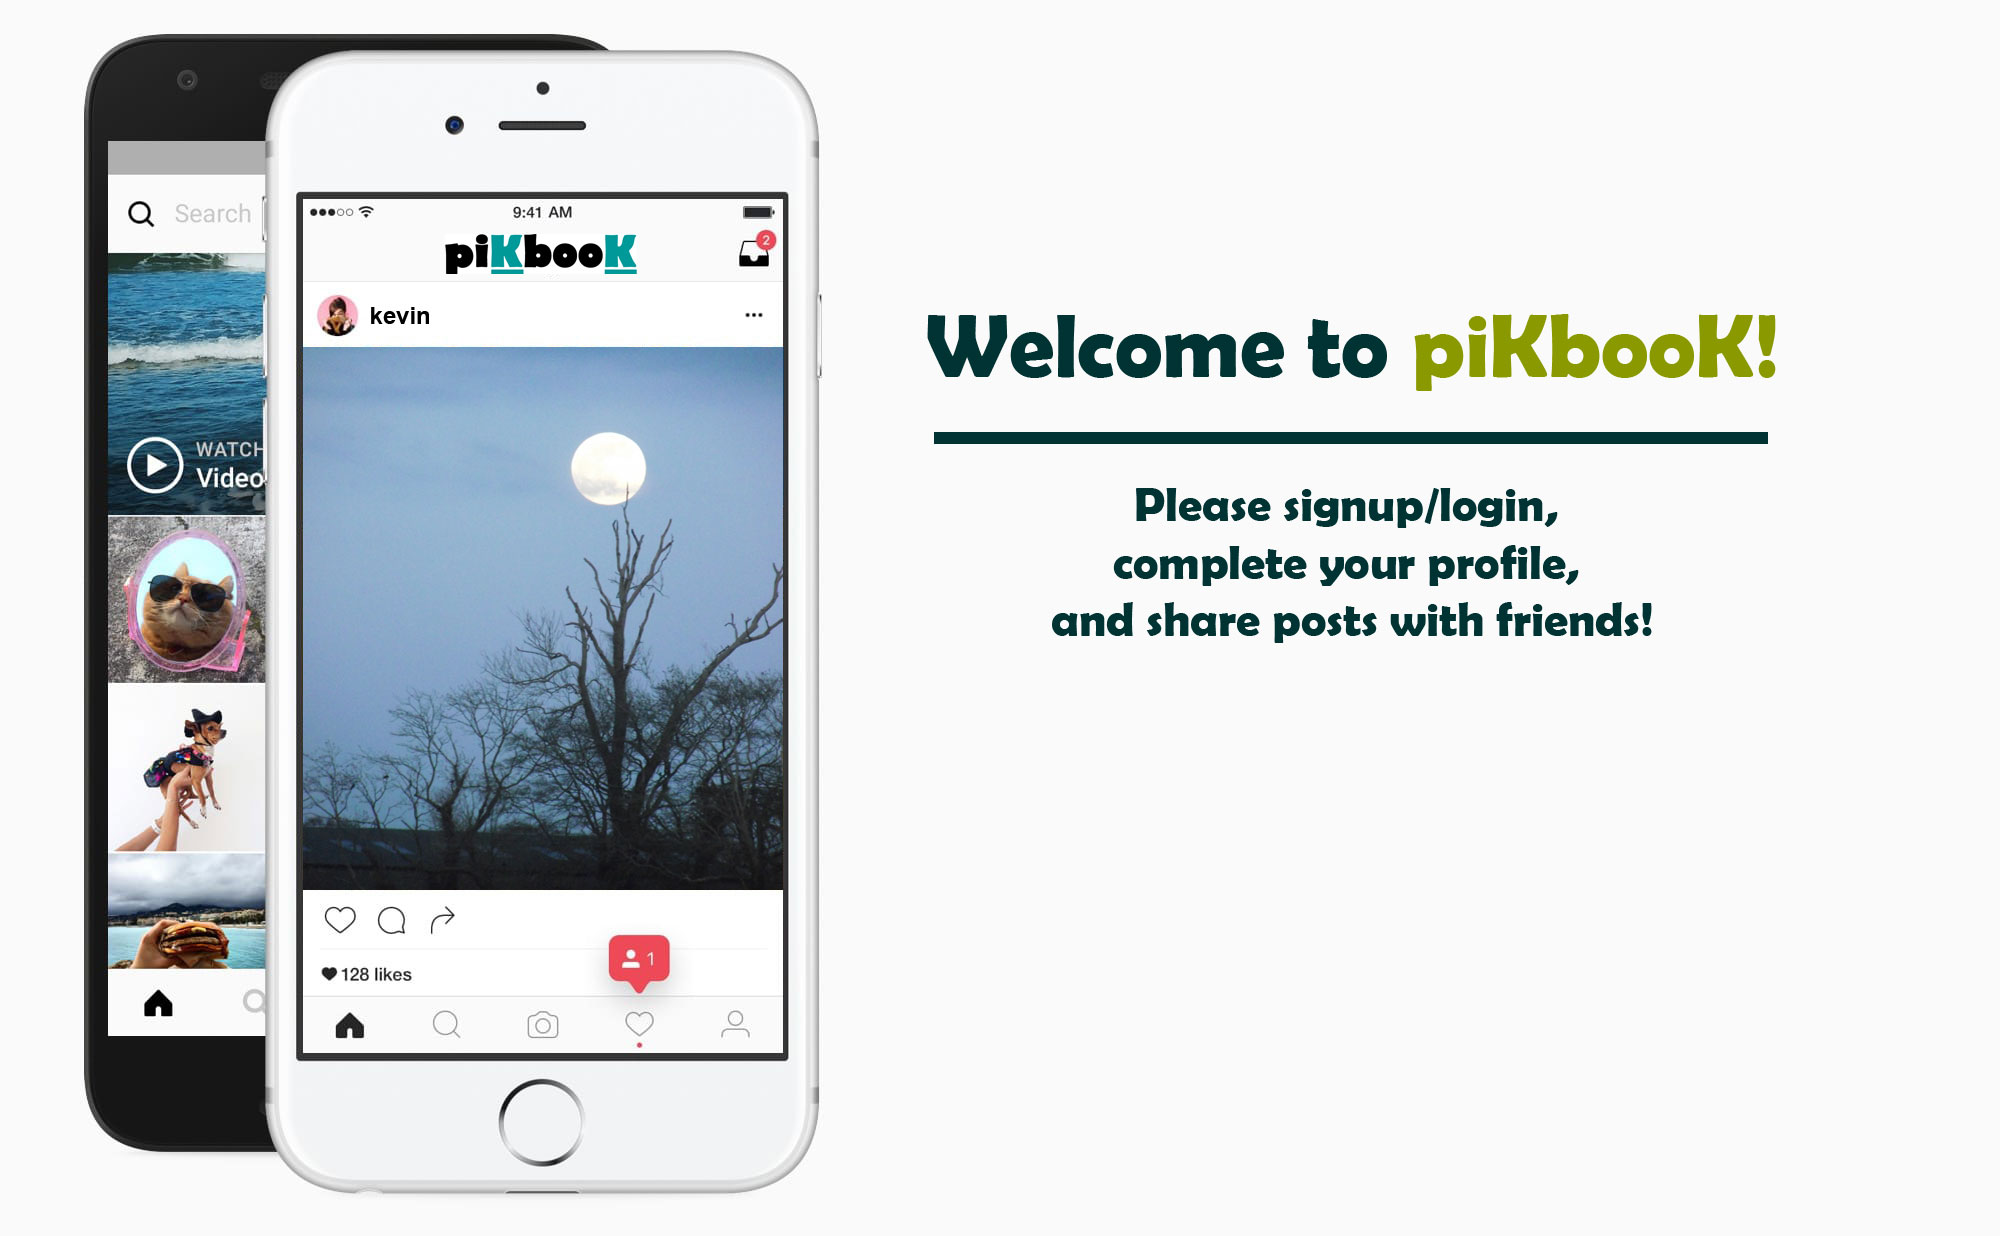 Search
WATCH
Video
9:41 AM
piKbooK
2
kevin
128 likes
1
Welcome to piKbooK!
Please signup/login,
complete your profile,
and share posts with friends!